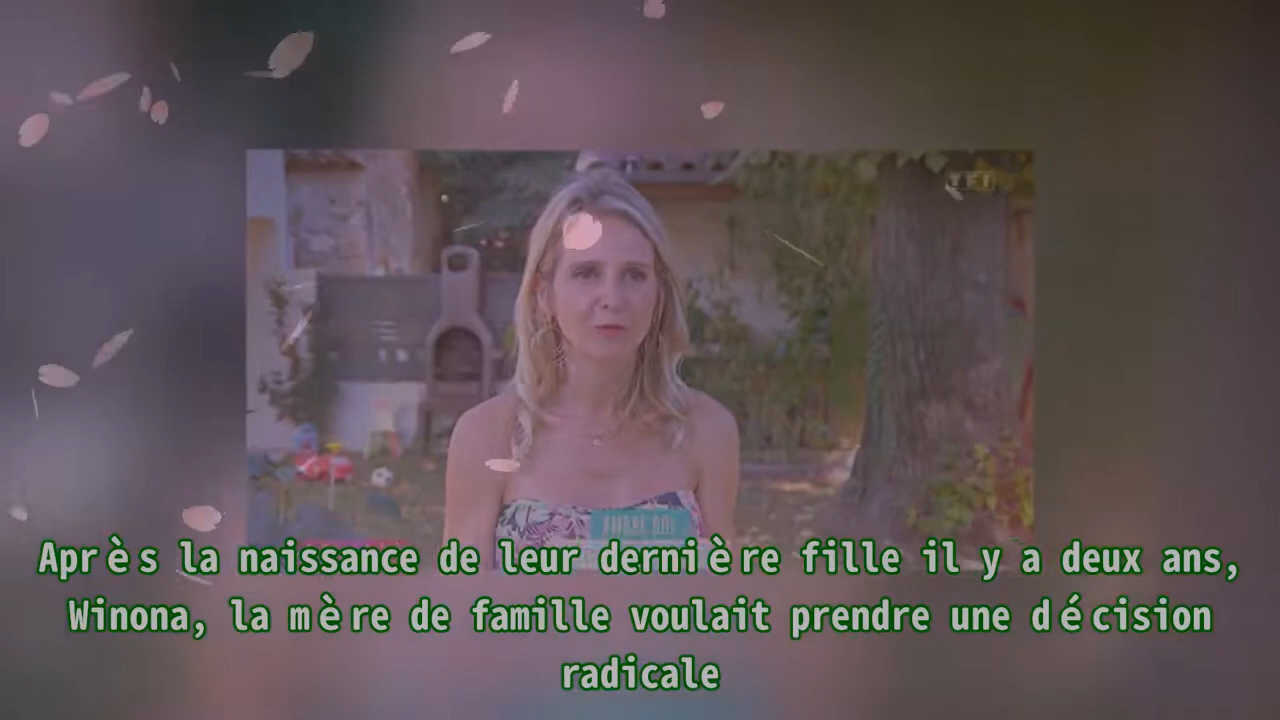 TF1
Après la naissance de leur dernière fille il y a deux ans,
Winona, la mère de famille voulait prendre une décision
radicale